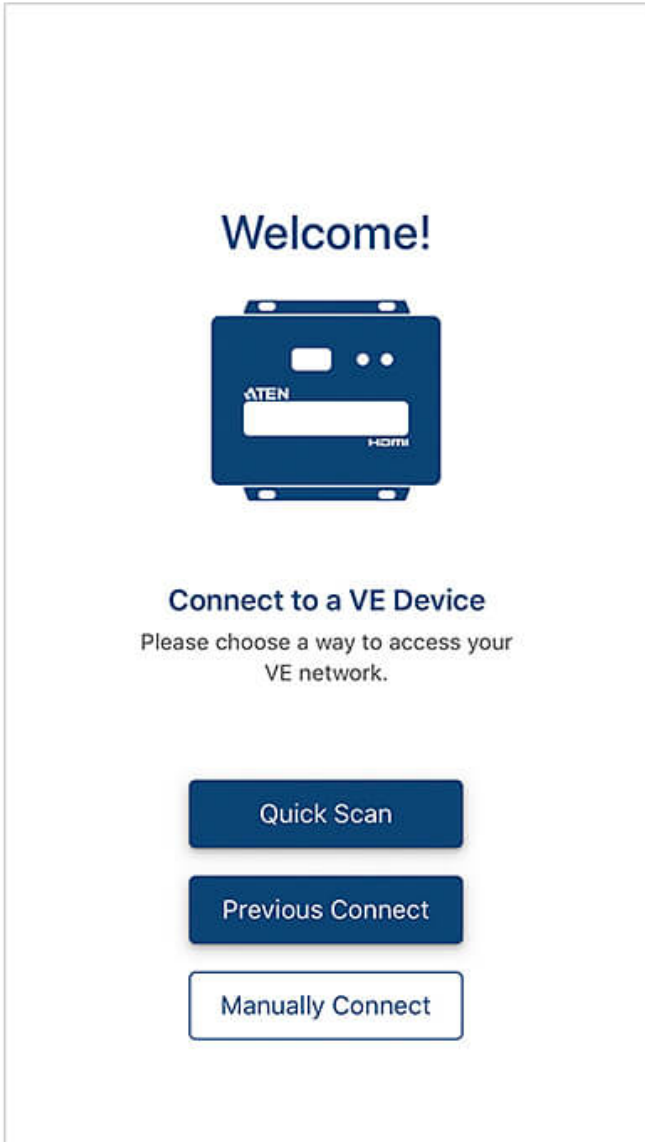 Welcome!
ATEN
HDMI
Connect to a VE Device
Please choose a way to access your
VE network.
Quick Scan
Previous Connect
Manually Connect